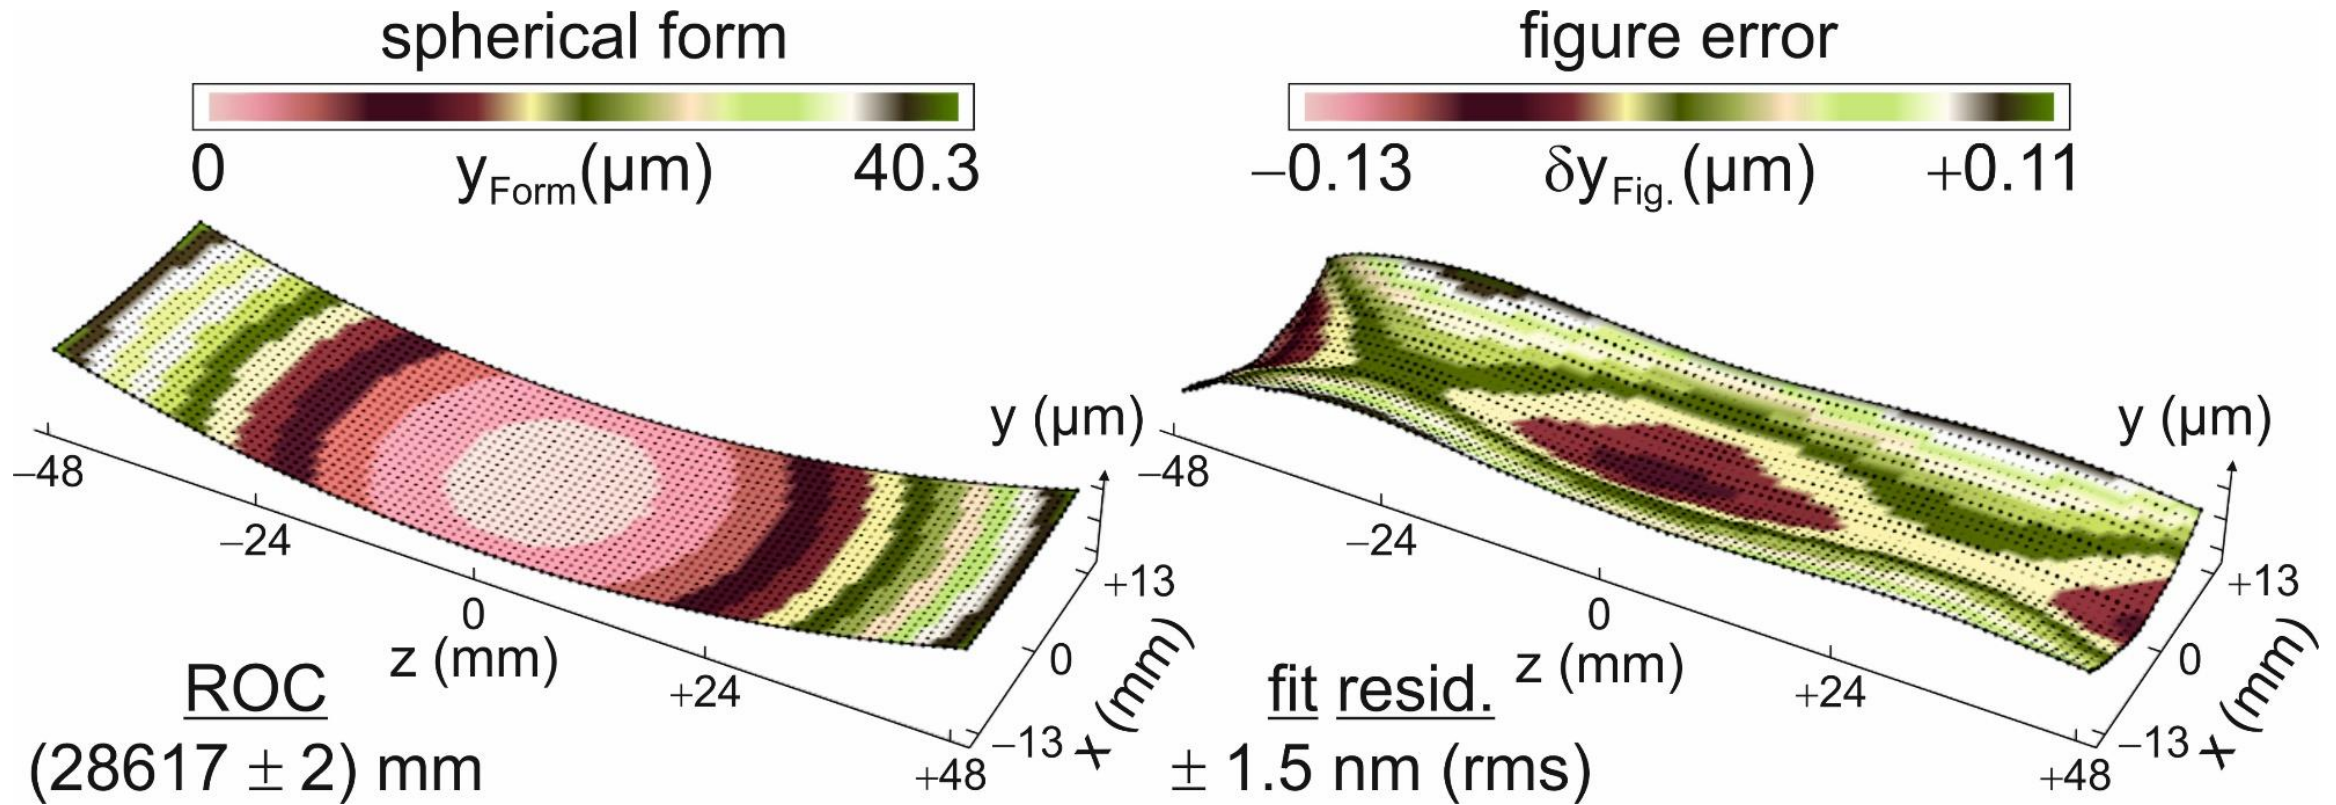 spherical form
0 y_Form (μm) 40.3
y (μm)
−48
−24
0
z (mm)
+24
+48
+13
0
−13
x (mm)
ROC
(28617 ± 2) mm
figure error
−0.13 δy_Fig. (μm) +0.11
y (μm)
−48
−24
0
z (mm)
+24
+48
+13
0
−13
x (mm)
fit resid.
± 1.5 nm (rms)